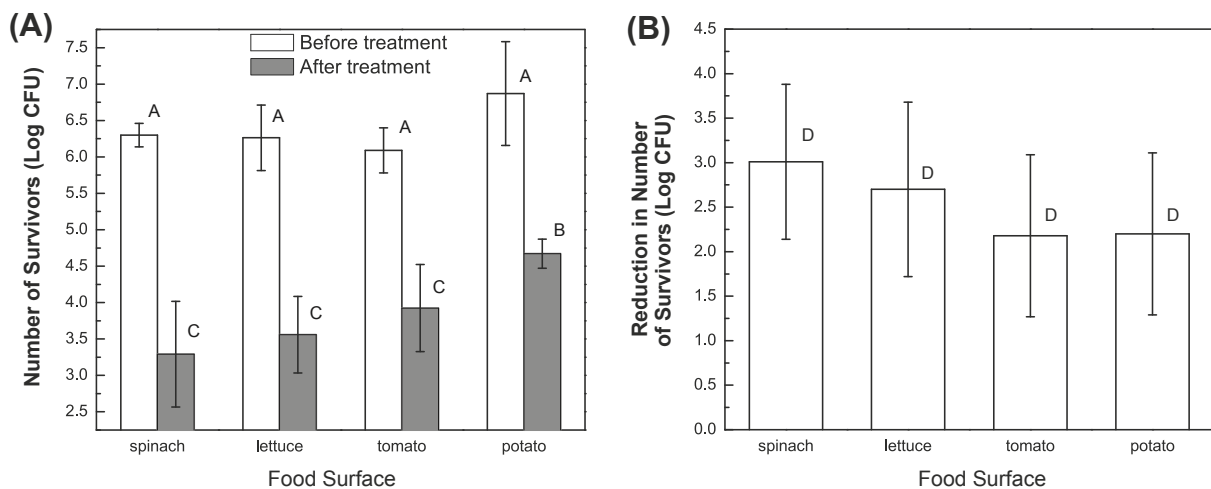 (A)
Number of Survivors (Log CFU)
7.5
7.0
6.5
6.0
5.5
5.0
4.5
4.0
3.5
3.0
2.5
Before treatment
After treatment
A
C
A
C
A
C
A
B
spinach
lettuce
tomato
potato
Food Surface
(B)
Reduction in Number
of Survivors (Log CFU)
4.5
4.0
3.5
3.0
2.5
2.0
1.5
1.0
0.5
0.0
D
D
D
D
spinach
lettuce
tomato
potato
Food Surface